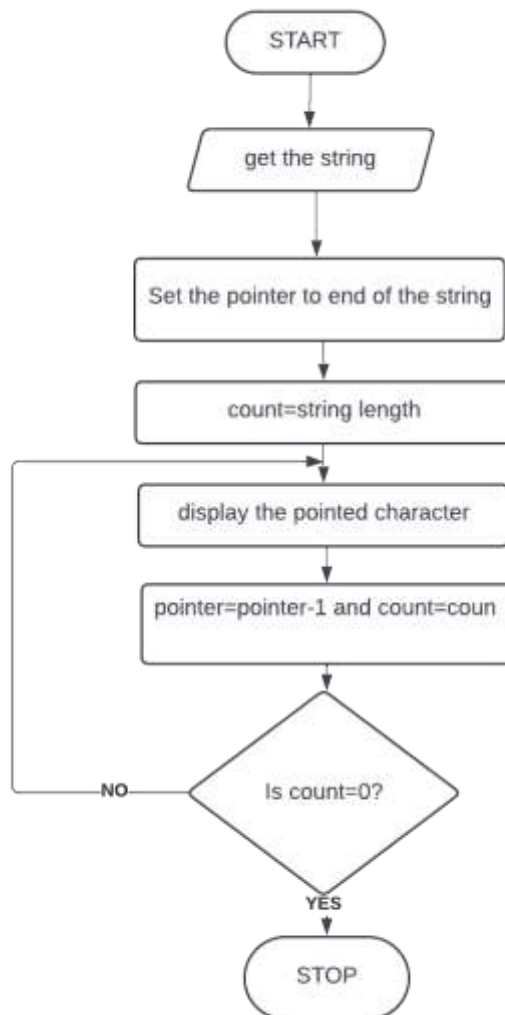 START
get the string
Set the pointer to end of the string
count=string length
display the pointed character
pointer=pointer-1 and count=coun
Is count=0?
NO
YES
STOP